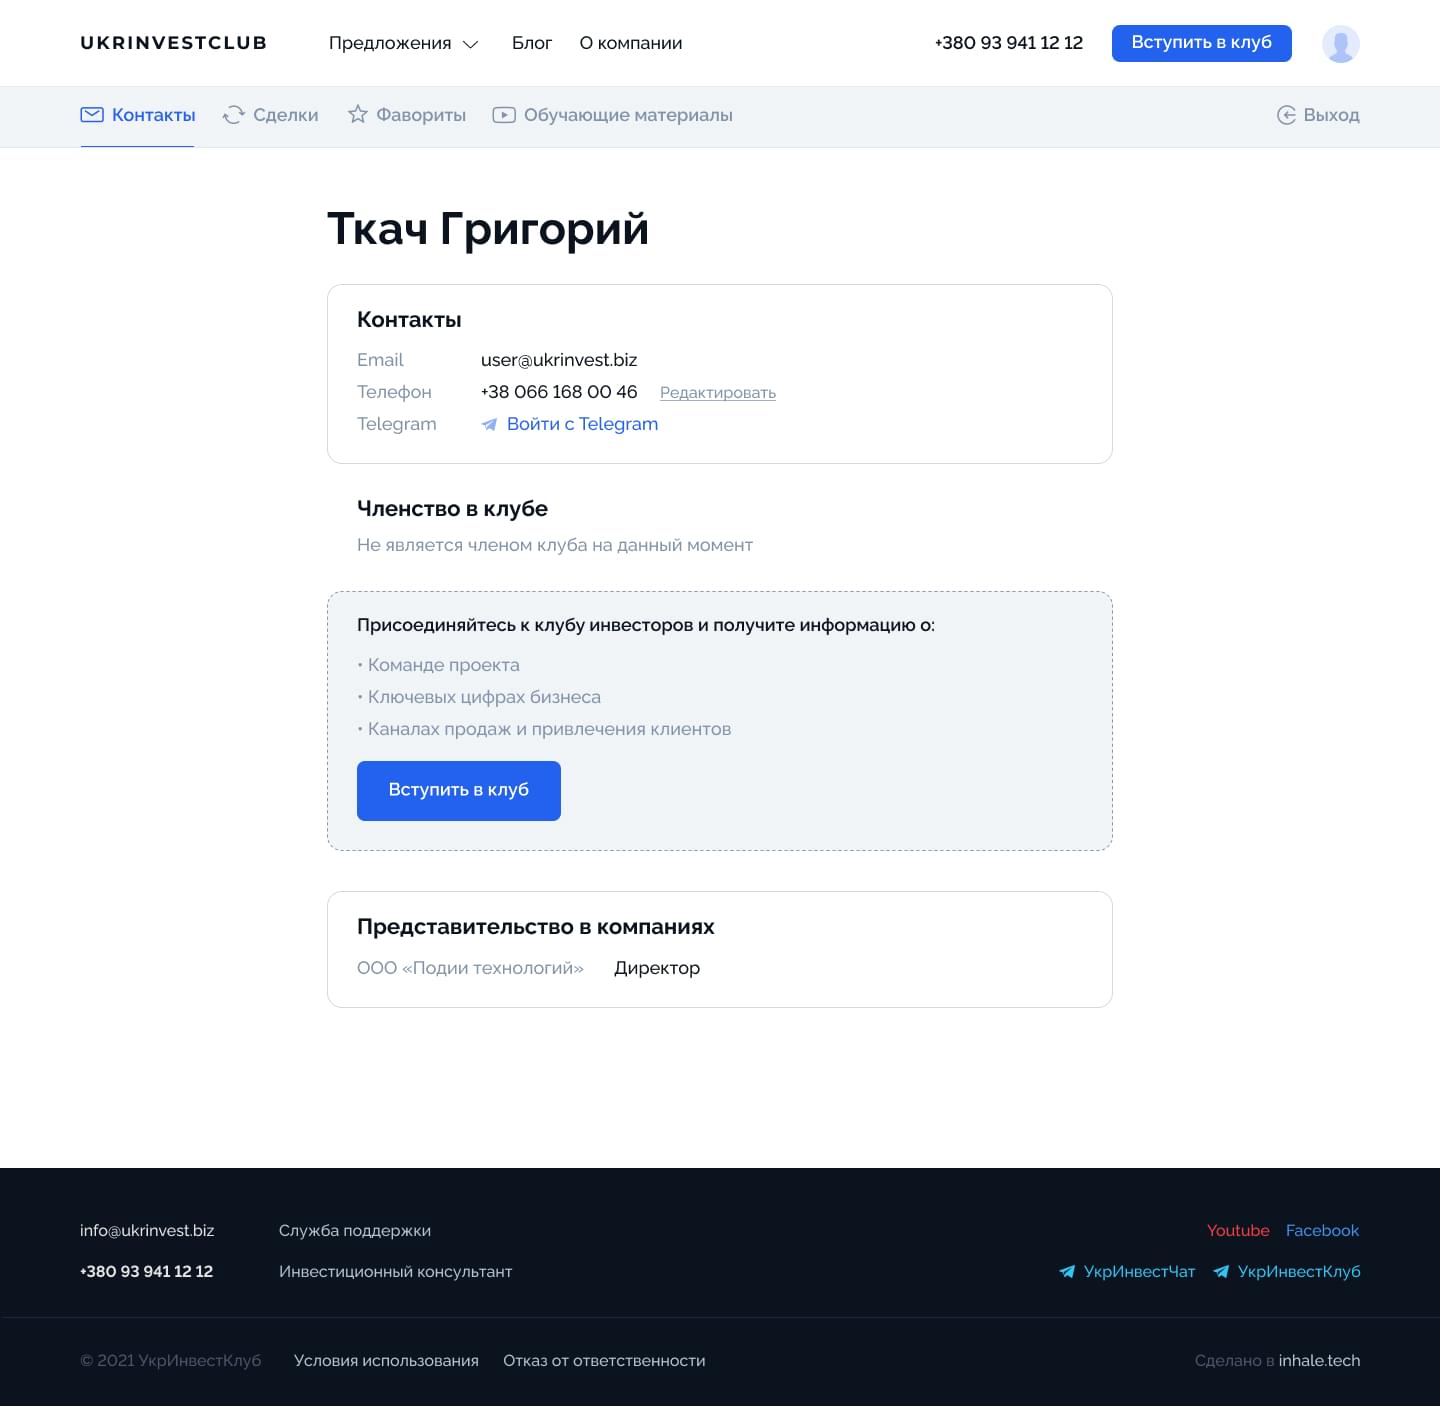 UKRINVESTCLUB Предложения Блог О компании +380 93 941 12 12 Вступить в клуб
Контакты Сделки Фавориты Обучающие материалы Выход
Ткач Григорий
Контакты
Email user@ukrinvest.biz
Телефон +38 066 168 00 46 Редактировать
Telegram Войти с Telegram
Членство в клубе
Не является членом клуба на данный момент
Присоединяйтесь к клубу инвесторов и получите информацию о:
• Команде проекта
• Ключевых цифрах бизнеса
• Каналах продаж и привлечения клиентов
Вступить в клуб
Представительство в компаниях
ООО «Подии технологий» Директор
info@ukrinvest.biz Служба поддержки Youtube Facebook
+380 93 941 12 12 Инвестиционный консультант УкрИнвестЧат УкрИнвестКлуб
© 2021 УкрИнвестКлуб Условия использования Отказ от ответственности Сделано в inhale.tech